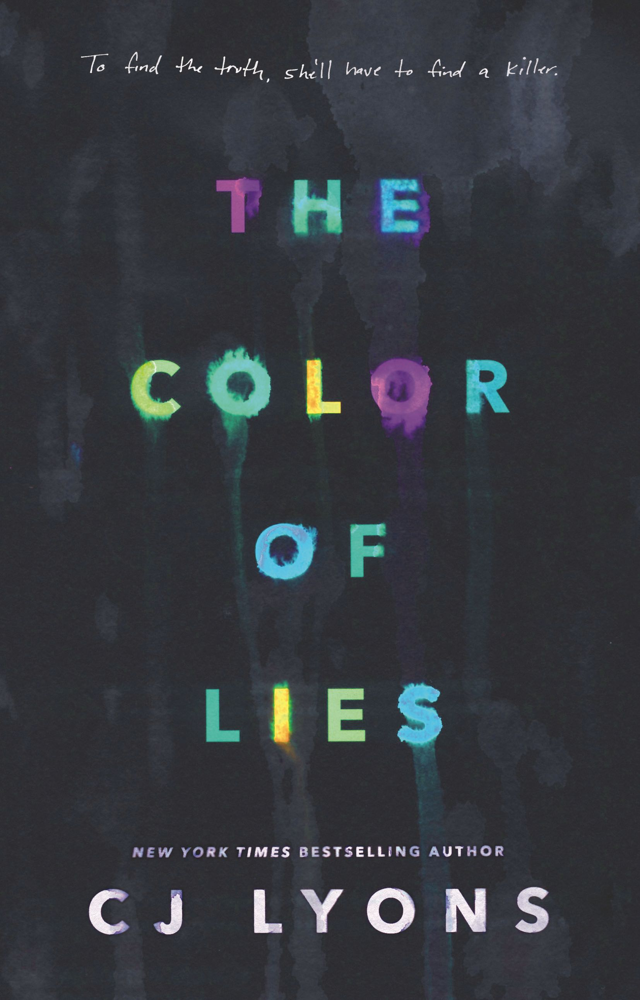 To find the truth, she'll have to find a killer.
THE
COLOR
OF
LIES
NEW YORK TIMES BESTSELLING AUTHOR
CJ LYONS